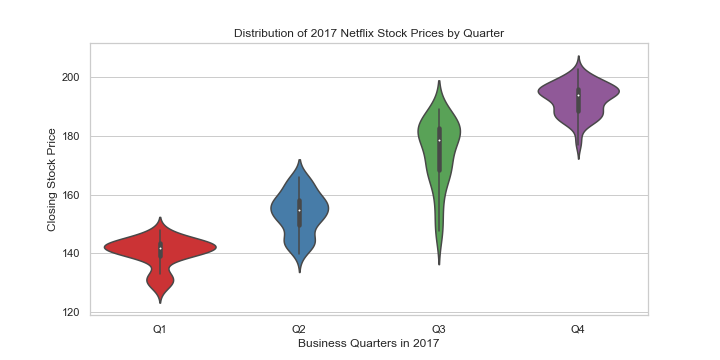 Distribution of 2017 Netflix Stock Prices by Quarter
Closing Stock Price
200
180
160
140
120
Q1 Q2 Q3 Q4
Business Quarters in 2017